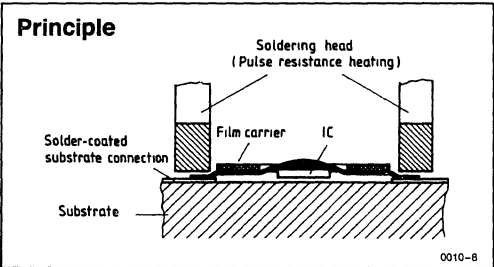 Principle
Soldering head
(Pulse resistance heating)
Solder-coated
substrate connection
Film carrier
IC
Substrate
0010-8